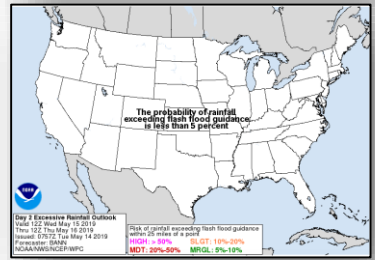 The probability of rainfall
exceeding flash flood guidance
is less than 5 percent
NOAA
Day 2 Excessive Rainfall Outlook
Valid 12Z Wed May 15 2019
Thru 12Z Thu May 16 2019
Issued: 0757Z Tue May 14 2019
Forecaster: BANN
NOAA/NWS/NCEP/WPC
Risk of rainfall exceeding flash flood guidance
within 25 miles of a point
HIGH: > 50% SLGT: 10%-20%
MDT: 20%-50% MRGL: 5%-10%